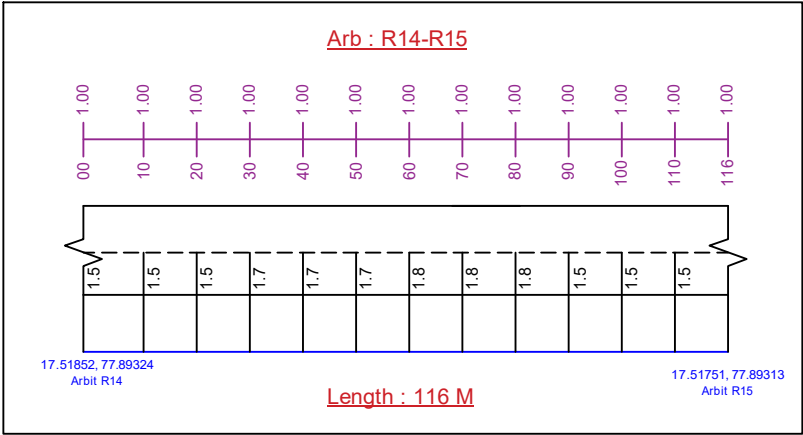 Arb : R14-R15
1.00 1.00 1.00 1.00 1.00 1.00 1.00 1.00 1.00 1.00 1.00 1.00 1.00
00 10 20 30 40 50 60 70 80 90 100 110 116
1.5 1.5 1.5 1.7 1.7 1.7 1.8 1.8 1.8 1.5 1.5 1.5
17.51852, 77.89324
Arbit R14
17.51751, 77.89313
Arbit R15
Length : 116 M